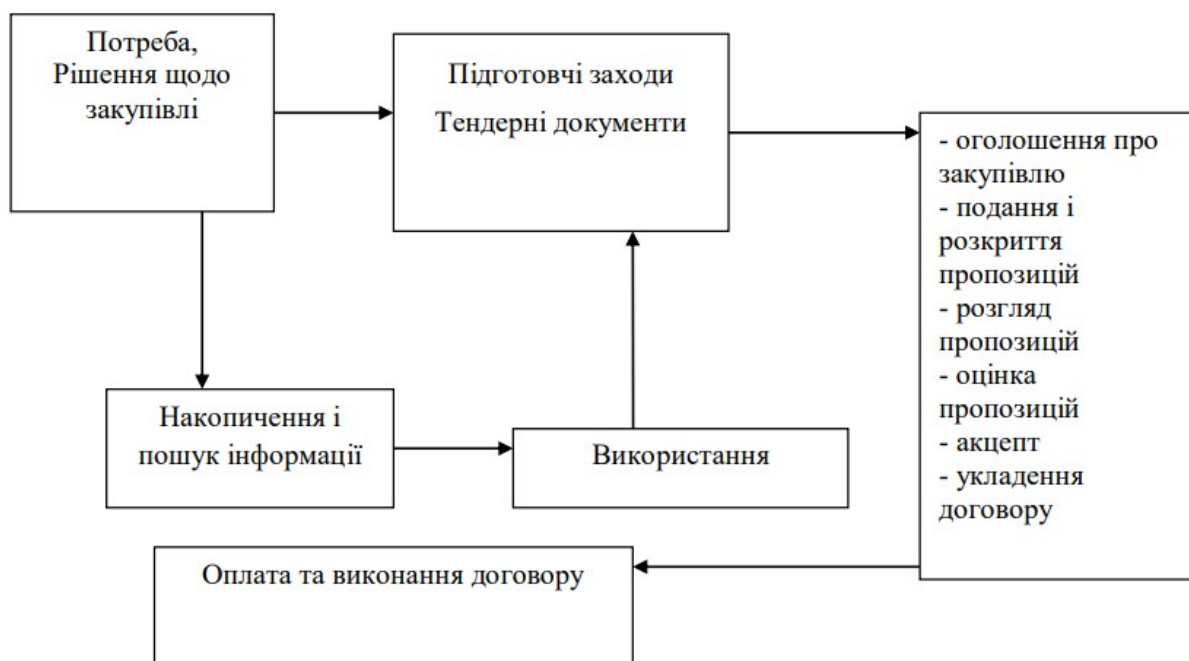 Потреба,
Рішення щодо
закупівлі
Підготовчі заходи
Тендерні документи
- оголошення про
закупівлю
- подання і
розкриття
пропозицій
- розгляд
пропозицій
- оцінка
пропозицій
- акцепт
- укладення
договору
Накопичення і
пошук інформації
Використання
Оплата та виконання договору